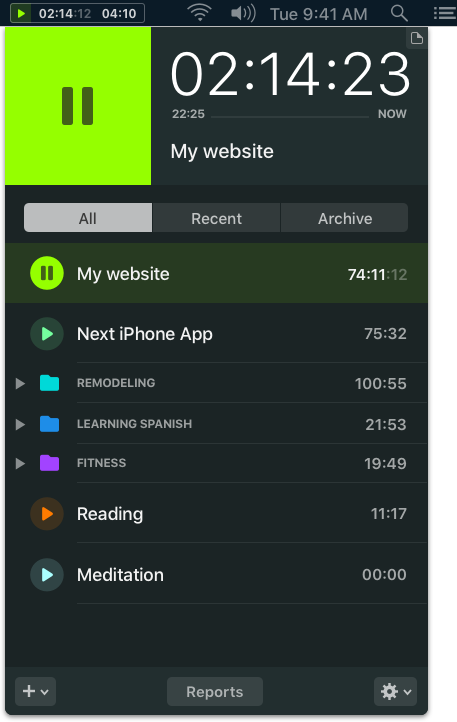 02:14:12 04:10 Tue 9:41 AM
02:14:23
22:25 NOW
My website
All Recent Archive
My website 74:11:12
Next iPhone App 75:32
REMODELING 100:55
LEARNING SPANISH 21:53
FITNESS 19:49
Reading 11:17
Meditation 00:00
Reports